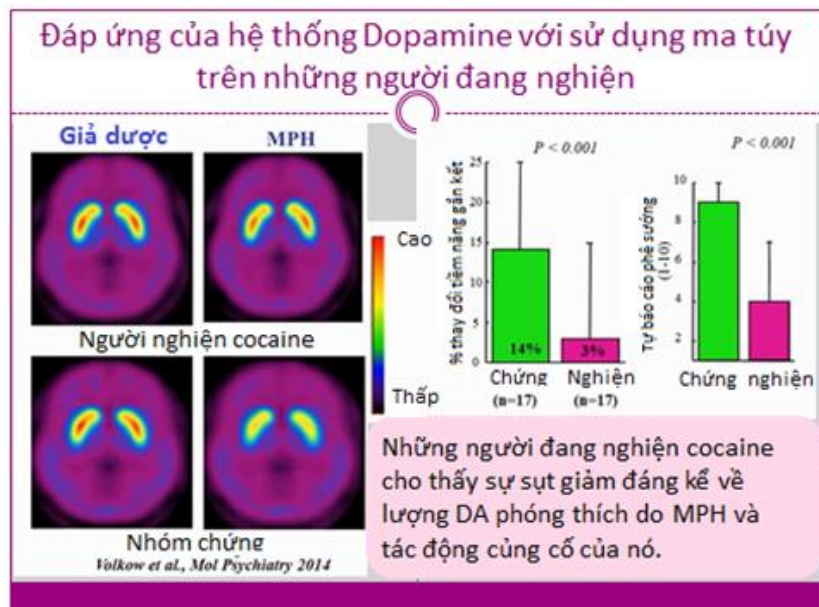 Đáp ứng của hệ thống Dopamine với sử dụng ma túy
trên những người đang nghiện
Giả dược
MPH
Người nghiện cocaine
Nhóm chứng
Volkow et al., Mol Psychiatry 2014
Cao
Thấp
P < 0.001
% thay đổi tiềm năng gắn kết
25
20
15
10
5
0
14%
3%
Chứng
Nghiện
(n=17)
(n=17)
P < 0.001
Tự báo cáo phê sướng
(1-10)
10
8
6
4
2
Chứng
nghiện
Những người đang nghiện cocaine
cho thấy sự sụt giảm đáng kể về
lượng DA phóng thích do MPH và
tác động củng cố của nó.